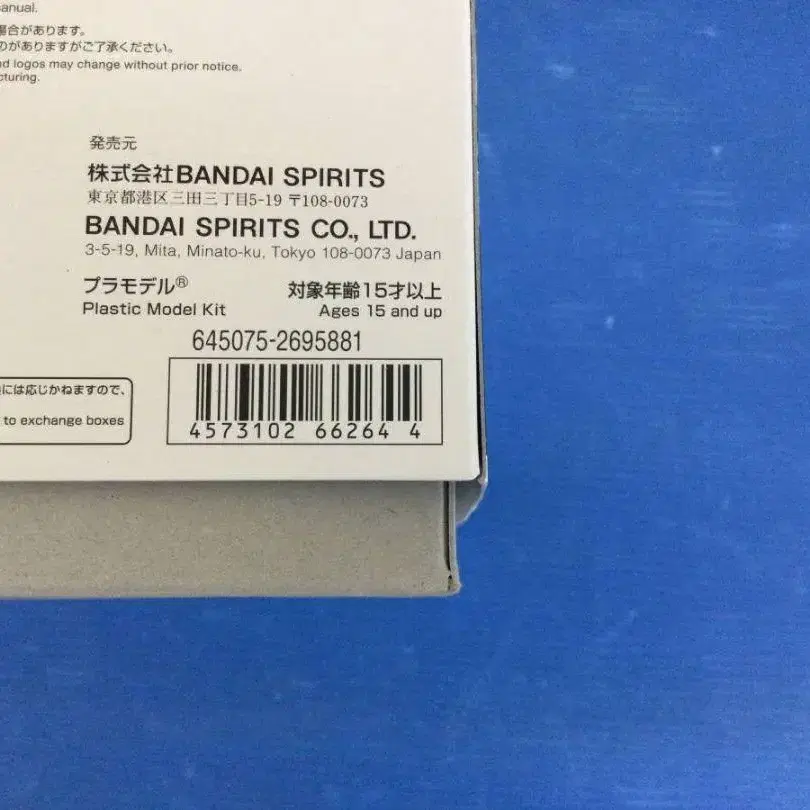 manual.
場合があります。
のがありますがご了承ください。
nd logos may change without prior notice.
cturing.
発売元
株式会社BANDAI SPIRITS
東京都港区三田三丁目5-19 〒108-0073
BANDAI SPIRITS CO., LTD.
3-5-19, Mita, Minato-ku, Tokyo 108-0073 Japan
プラモデル® 対象年齢15才以上
Plastic Model Kit Ages 15 and up
645075-2695881
4573102 66264 4
には応じかねますので、
to exchange boxes